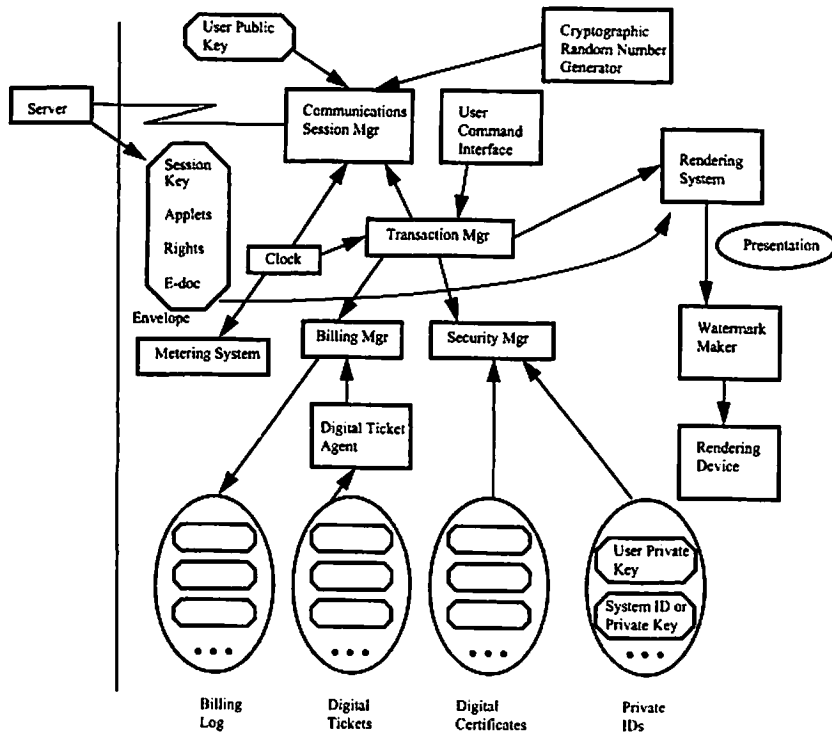 User Public
Key
Cryptographic
Random Number
Generator
Server
Communications
Session Mgr
User
Command
Interface
Rendering
System
Session
Key
Applets
Rights
E-doc
Envelope
Clock
Transaction Mgr
Presentation
Metering System
Billing Mgr
Security Mgr
Watermark
Maker
Digital Ticket
Agent
Rendering
Device
User Private
Key
System ID or
Private Key
Billing
Log
Digital
Tickets
Digital
Certificates
Private
IDs